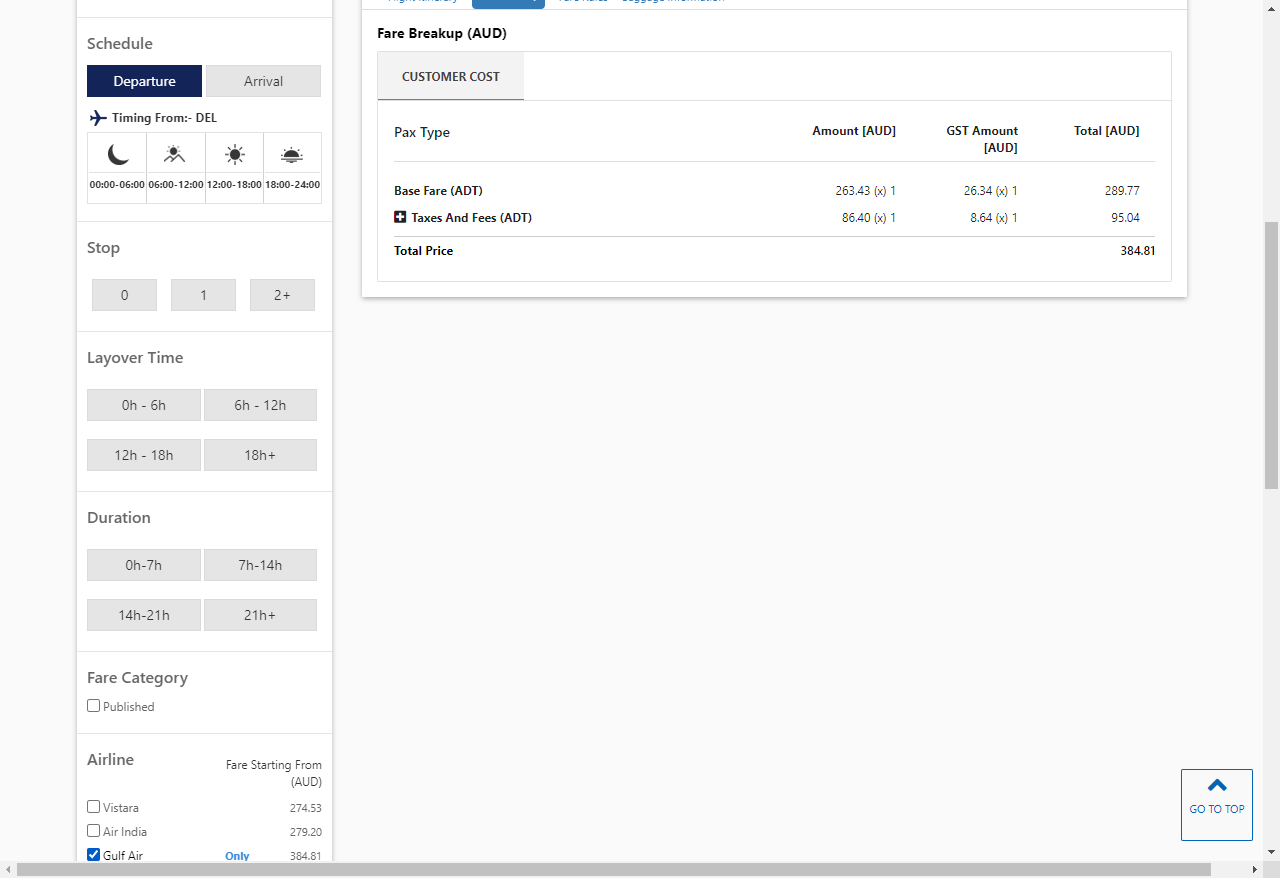 Schedule
Departure
Arrival
Timing From:- DEL
00:00-06:00
06:00-12:00
12:00-18:00
18:00-24:00
Stop
0
1
2+
Layover Time
0h - 6h
6h - 12h
12h - 18h
18h+
Duration
0h-7h
7h-14h
14h-21h
21h+
Fare Category
Published
Airline
Fare Starting From
(AUD)
Vistara 274.53
Air India 279.20
Gulf Air Only 384.81
Fare Breakup (AUD)
CUSTOMER COST
Pax Type
Amount [AUD]
GST Amount
[AUD]
Total [AUD]
Base Fare (ADT) 263.43 (x) 1 26.34 (x) 1 289.77
Taxes And Fees (ADT) 86.40 (x) 1 8.64 (x) 1 95.04
Total Price 384.81
GO TO TOP